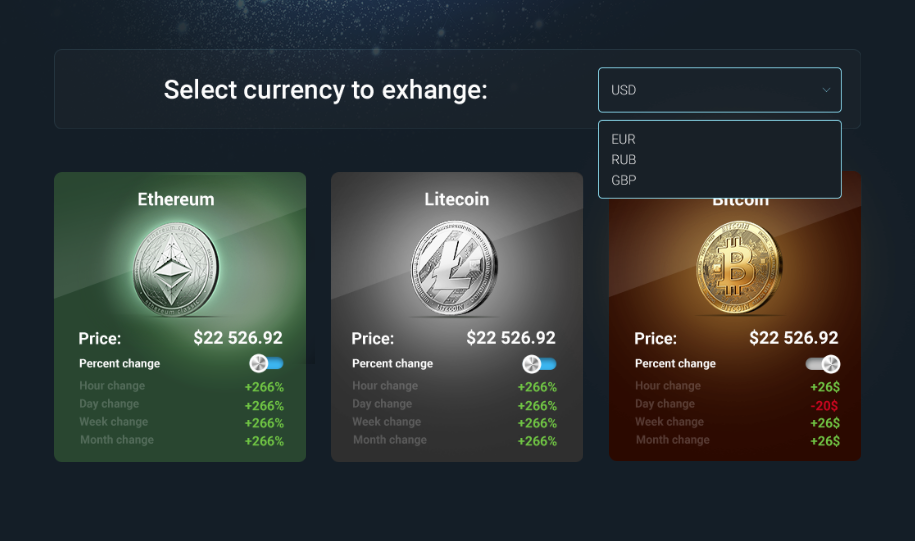 Select currency to exhange:
USD
EUR
RUB
GBP
Ethereum
Price: $22 526.92
Percent change
Hour change +266%
Day change +266%
Week change +266%
Month change +266%
Litecoin
LITECOIN
Price: $22 526.92
Percent change
Hour change +266%
Day change +266%
Week change +266%
Month change +266%
Bitcoin
BITCOIN
Price: $22 526.92
Percent change
Hour change +26$
Day change -20$
Week change +26$
Month change +26$